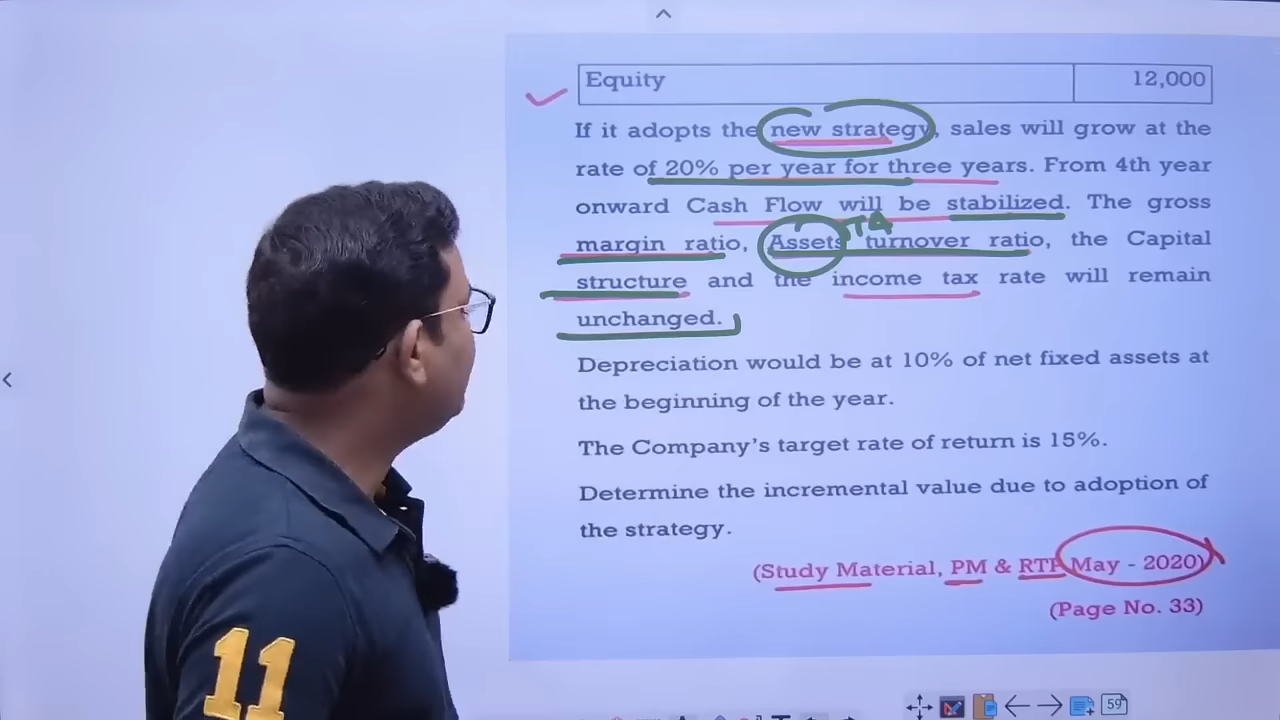 Equity 12,000
If it adopts the new strategy, sales will grow at the
rate of 20% per year for three years. From 4th year
onward Cash Flow will be stabilized. The gross
margin ratio, Assets turnover ratio, the Capital
structure and the income tax rate will remain
unchanged.
Depreciation would be at 10% of net fixed assets at
the beginning of the year.
The Company's target rate of return is 15%.
Determine the incremental value due to adoption of
the strategy.
(Study Material, PM & RTP May - 2020)
(Page No. 33)
11
59